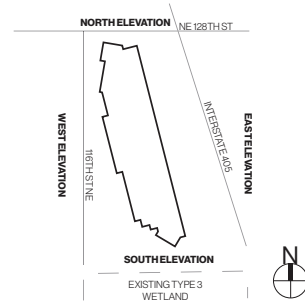 NORTH ELEVATION
NE 128TH ST
WEST ELEVATION
116TH ST NE
INTERSTATE 405
EAST ELEVATION
SOUTH ELEVATION
EXISTING TYPE 3
WETLAND
N